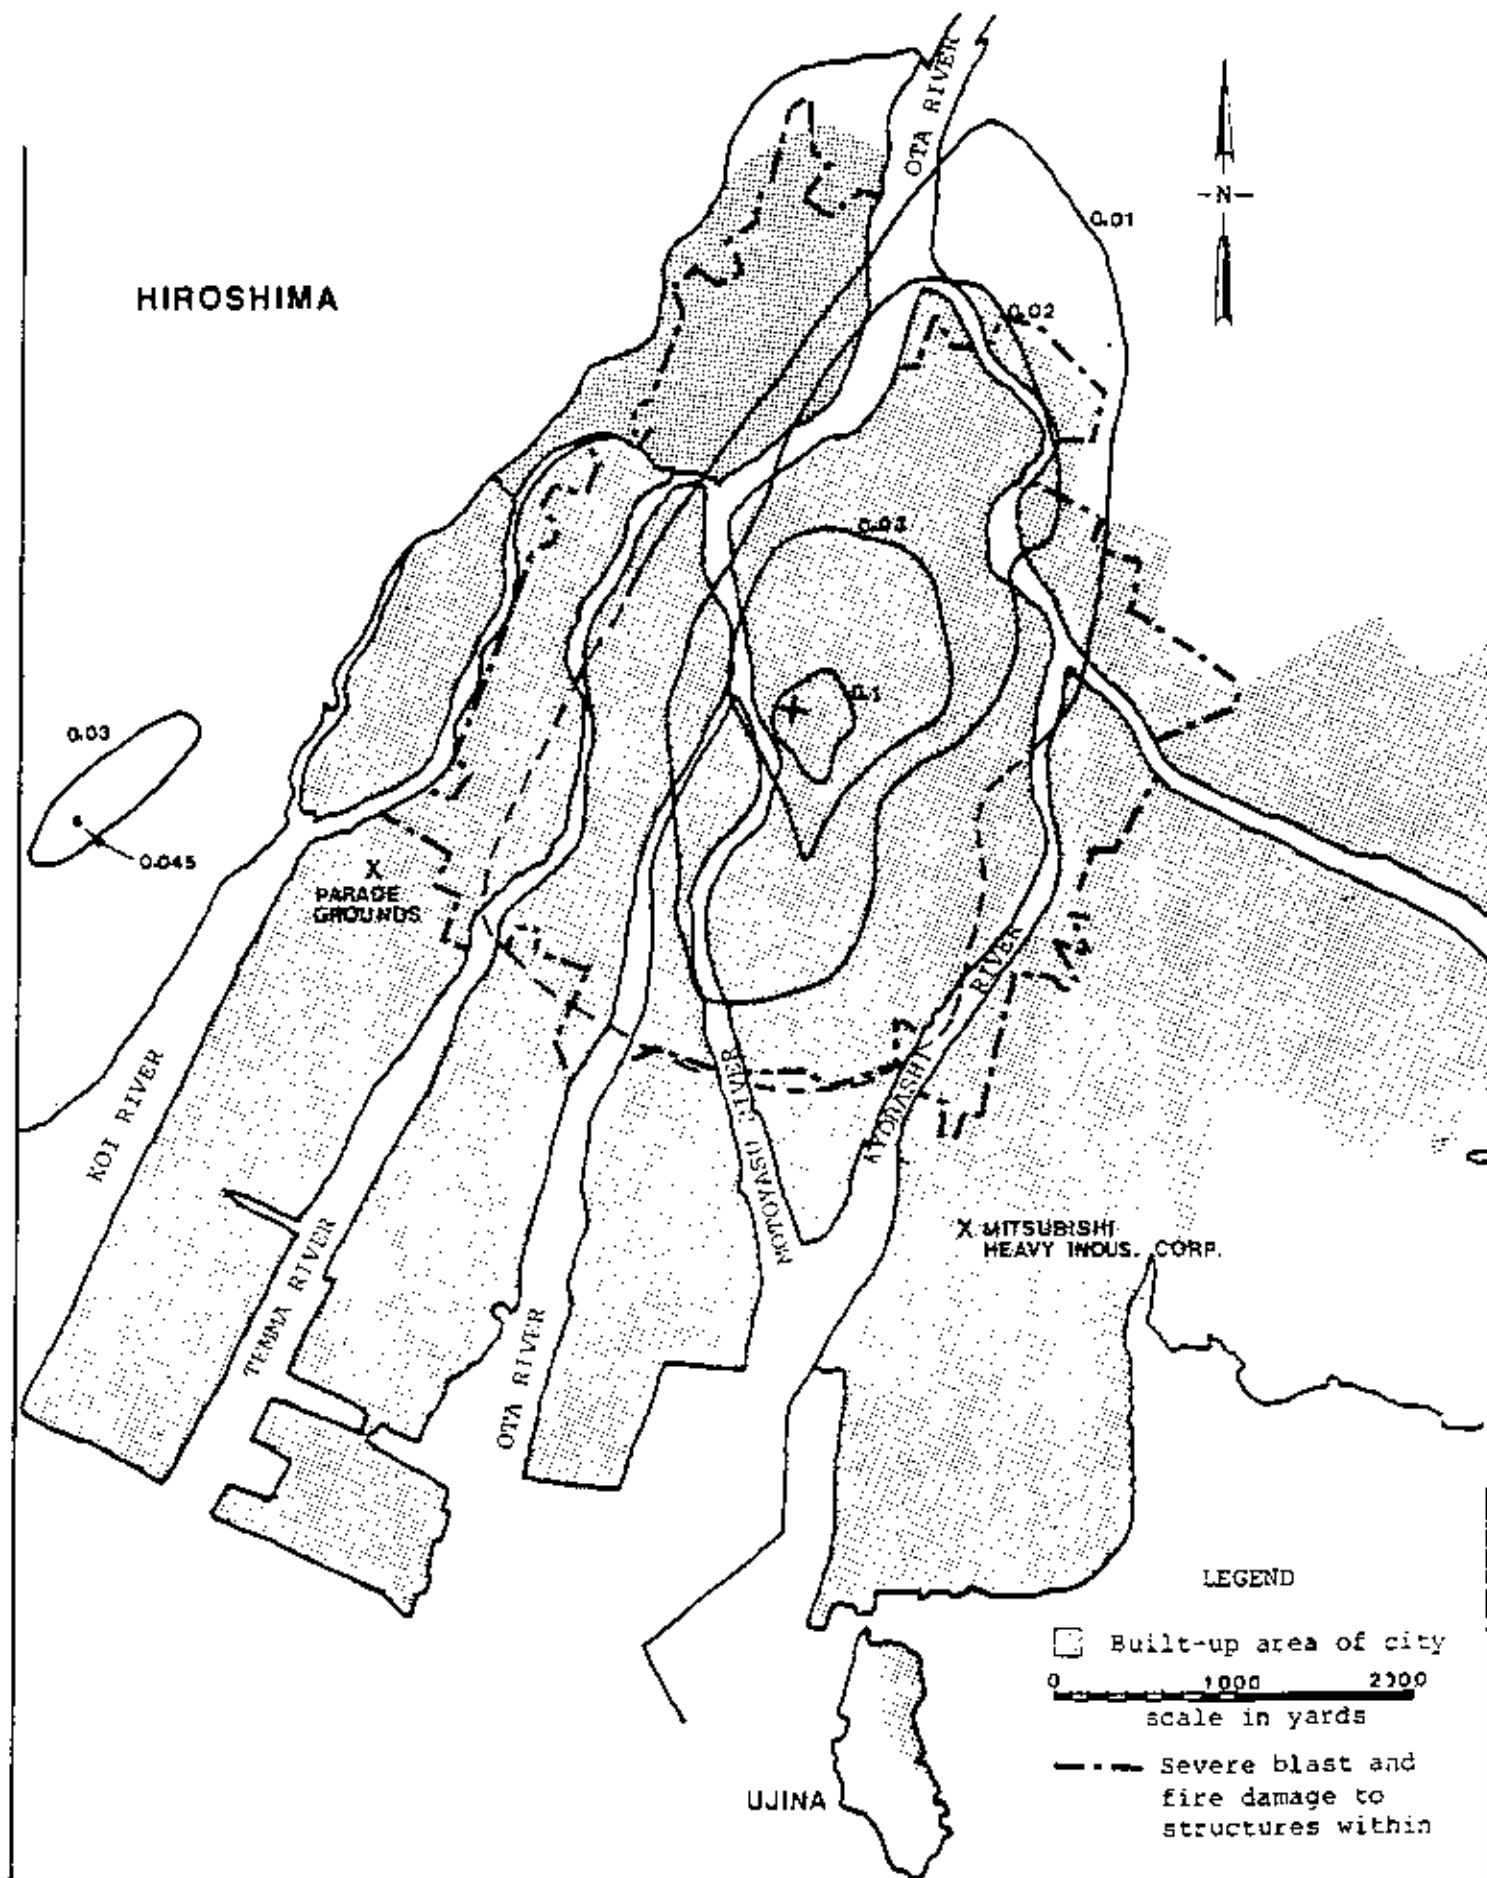 OTA RIVER
-N-
0.01
HIROSHIMA
0.02
0.03
0.1
0.03
0.045
X
PARADE
GROUNDS
RIVER
KYOBASHI
KOI RIVER
MOTOYASU RIVER
X MITSUBISHI
HEAVY INDUS. CORP.
TEMMA RIVER
OTA RIVER
LEGEND
Built-up area of city
0 1000 2000
scale in yards
Severe blast and
fire damage to
structures within
UJINA